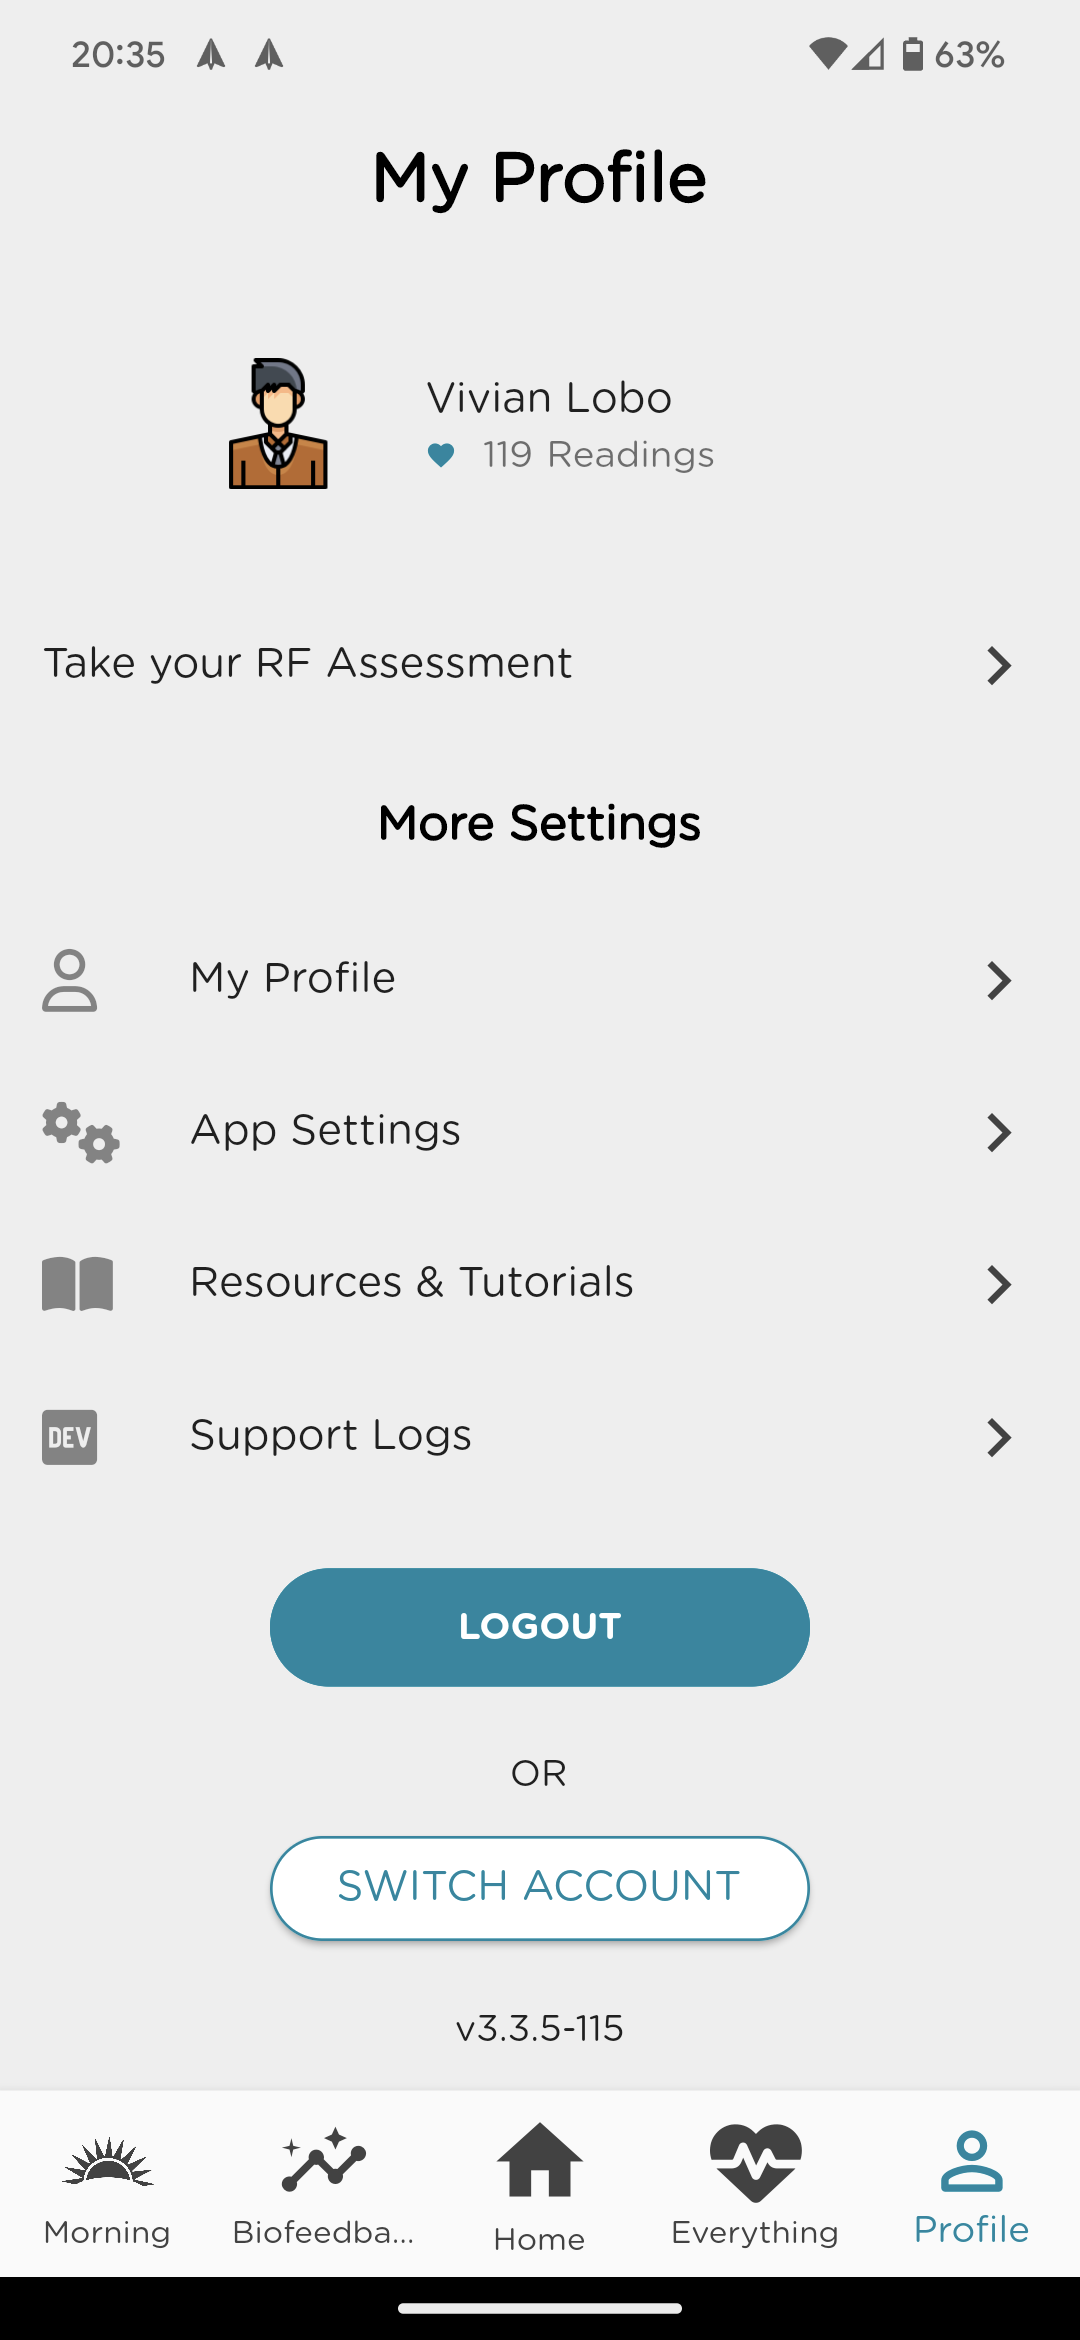 20:35
63%
My Profile
Vivian Lobo
119 Readings
Take your RF Assessment
More Settings
My Profile
App Settings
Resources & Tutorials
DEV
Support Logs
LOGOUT
OR
SWITCH ACCOUNT
v3.3.5-115
Morning
Biofeedba...
Home
Everything
Profile